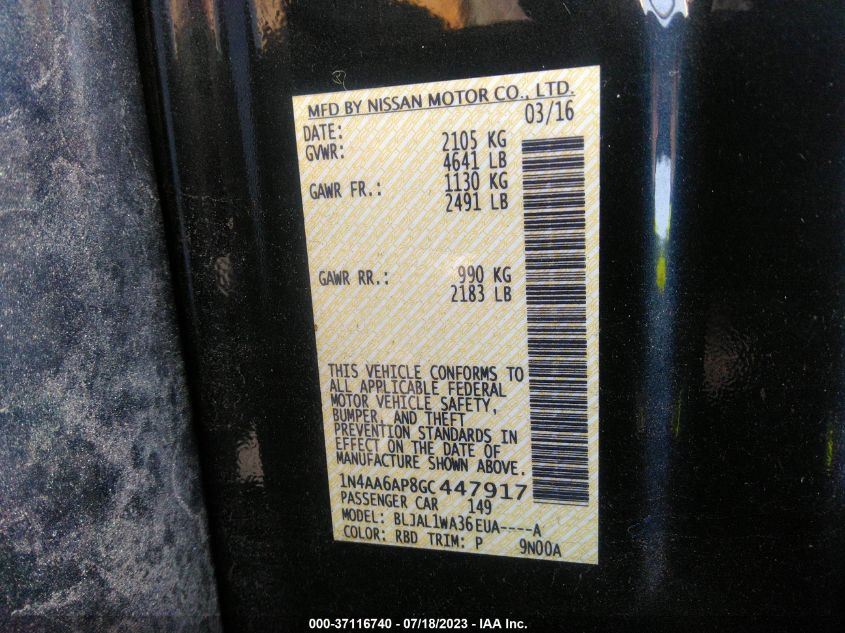 MFD BY NISSAN MOTOR CO., LTD.
DATE: 03/16
GVWR: 2105 KG
4641 LB
GAWR FR.: 1130 KG
2491 LB
GAWR RR.: 990 KG
2183 LB
THIS VEHICLE CONFORMS TO
ALL APPLICABLE FEDERAL
MOTOR VEHICLE SAFETY,
BUMPER, AND THEFT
PREVENTION STANDARDS IN
EFFECT ON THE DATE OF
MANUFACTURE SHOWN ABOVE.
1N4AA6AP8GC447917
PASSENGER CAR 149
MODEL: BLJAL1WA36EUA----A
COLOR: RBD TRIM: P 9N00A
000-37116740 - 07/18/2023 - IAA Inc.